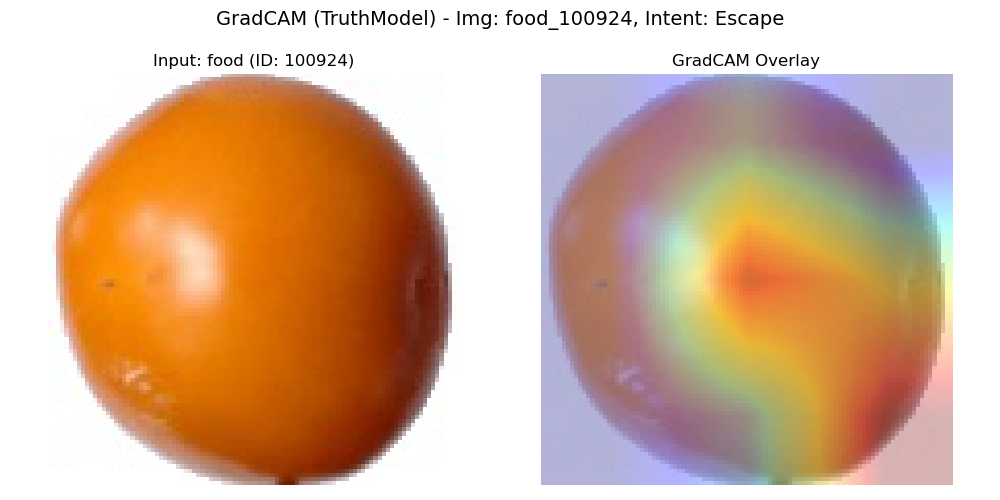 GradCAM (TruthModel) - Img: food_100924, Intent: Escape
Input: food (ID: 100924)
GradCAM Overlay